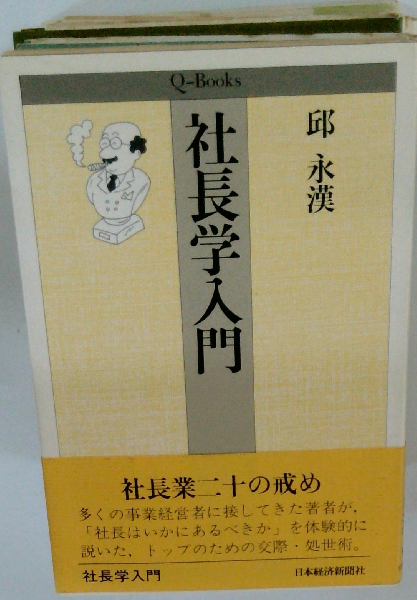 Q-Books
社長学入門
邱永漢
社長業二十の戒め
多くの事業経営者に接してきた著者が、
「社長はいかにあるべきか」を体験的に
説いた、トップのための交際・処世術。
社長学入門
日本経済新聞社